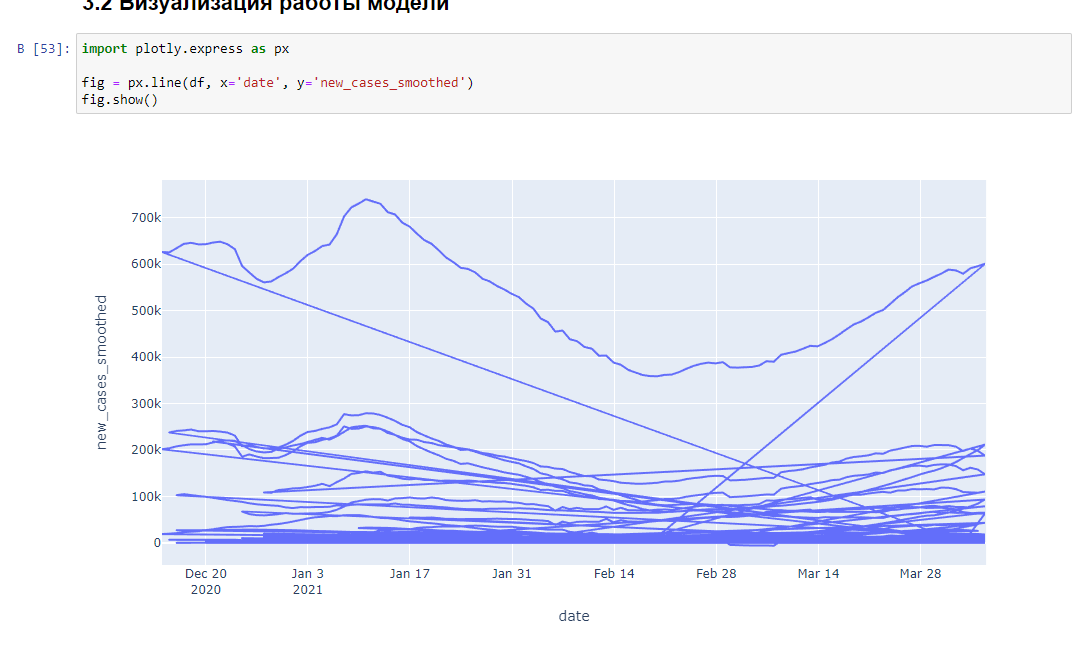 3.2 Визуализация работы модели
В [53]:
import plotly.express as px
fig = px.line(df, x='date', y='new_cases_smoothed')
fig.show()
700k
600k
500k
400k
300k
200k
100k
0
new_cases_smoothed
Dec 20 Jan 3 Jan 17 Jan 31 Feb 14 Feb 28 Mar 14 Mar 28
2020 2021
date